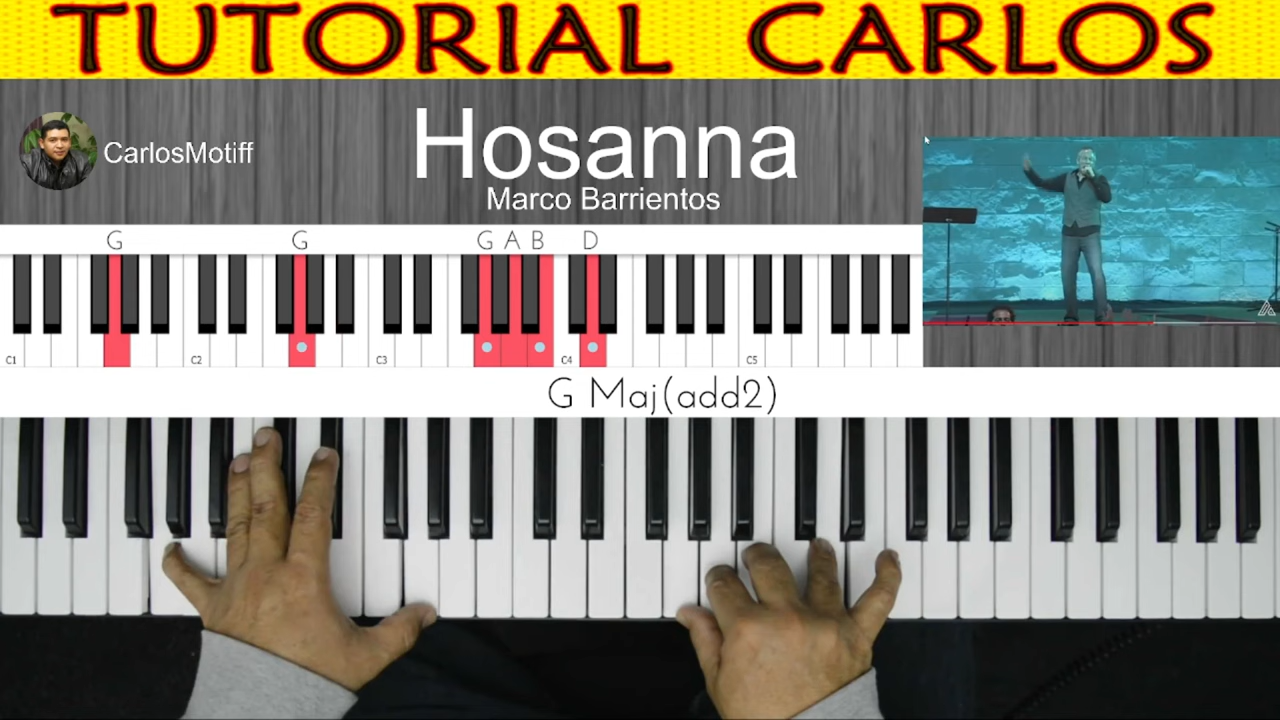 TUTORIAL CARLOS
CarlosMotiff
Hosanna
Marco Barrientos
G G G A B D
C1 C2 C3 C4 C5
G Maj(add2)